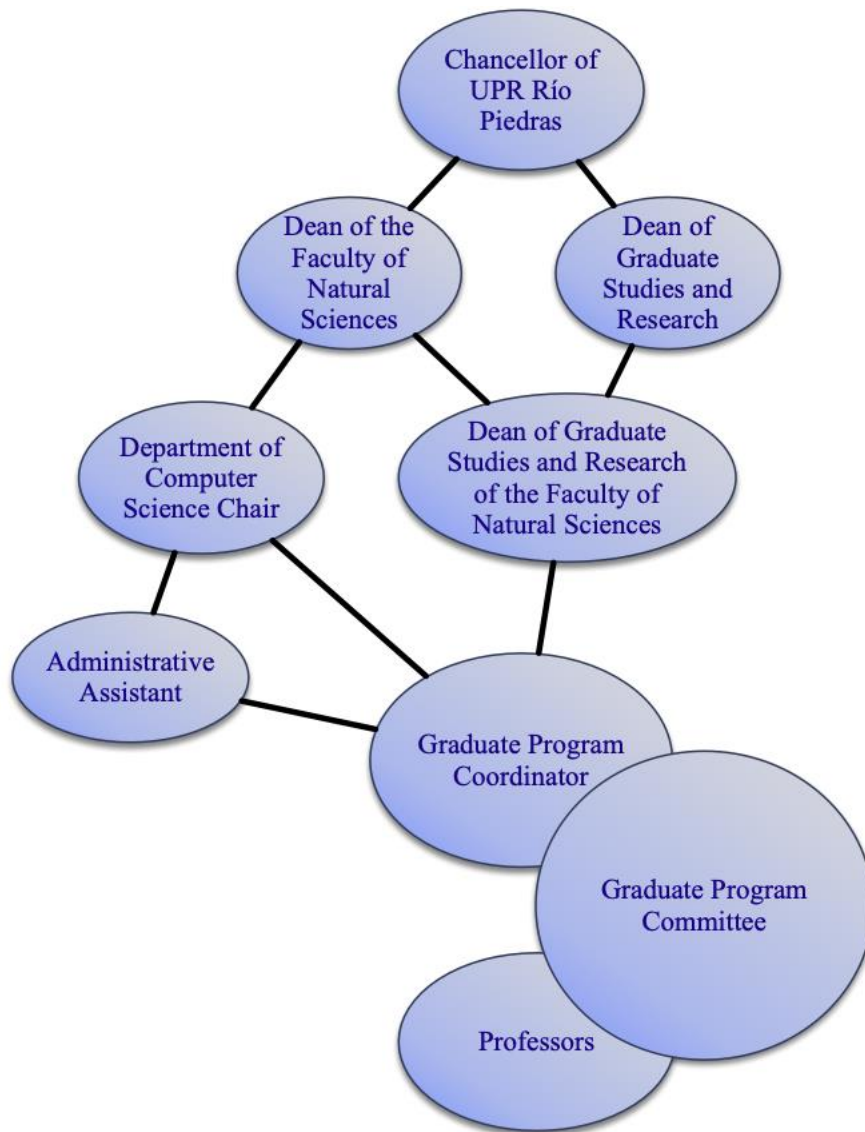 Chancellor of
UPR Río
Piedras
Dean of the
Faculty of
Natural
Sciences
Dean of
Graduate
Studies and
Research
Department of
Computer
Science Chair
Dean of Graduate
Studies and Research
of the Faculty of
Natural Sciences
Administrative
Assistant
Graduate Program
Coordinator
Graduate Program
Committee
Professors